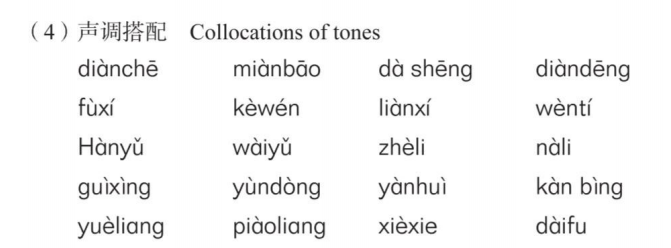 （4）声调搭配 Collocations of tones
diànchē miànbāo dà shēng diàndēng
fùxí kèwén liànxí wèntí
Hànyǔ wàiyǔ zhèli nàli
guìxìng yùndòng yànhuì kàn bìng
yuèliang piàoliang xièxie dàifu